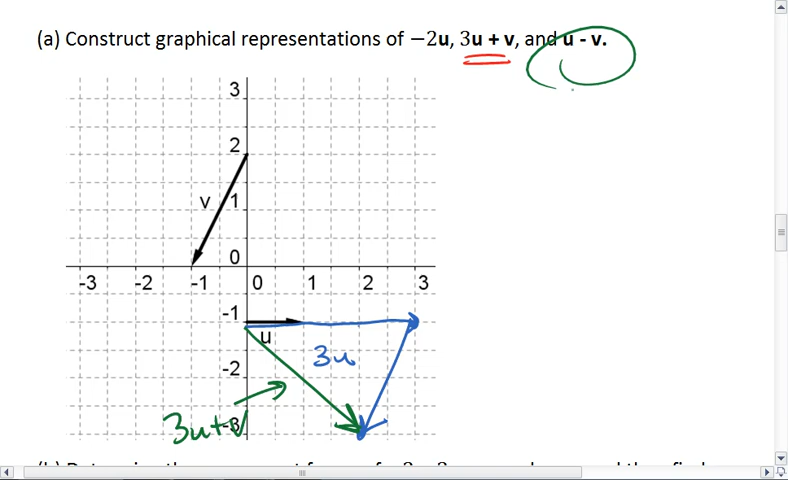 (a) Construct graphical representations of −2u, 3u + v, and u - v.
3
2
v
1
0
-3 -2 -1 0 1 2 3
-1
u
3u
-2
3u+v
-3